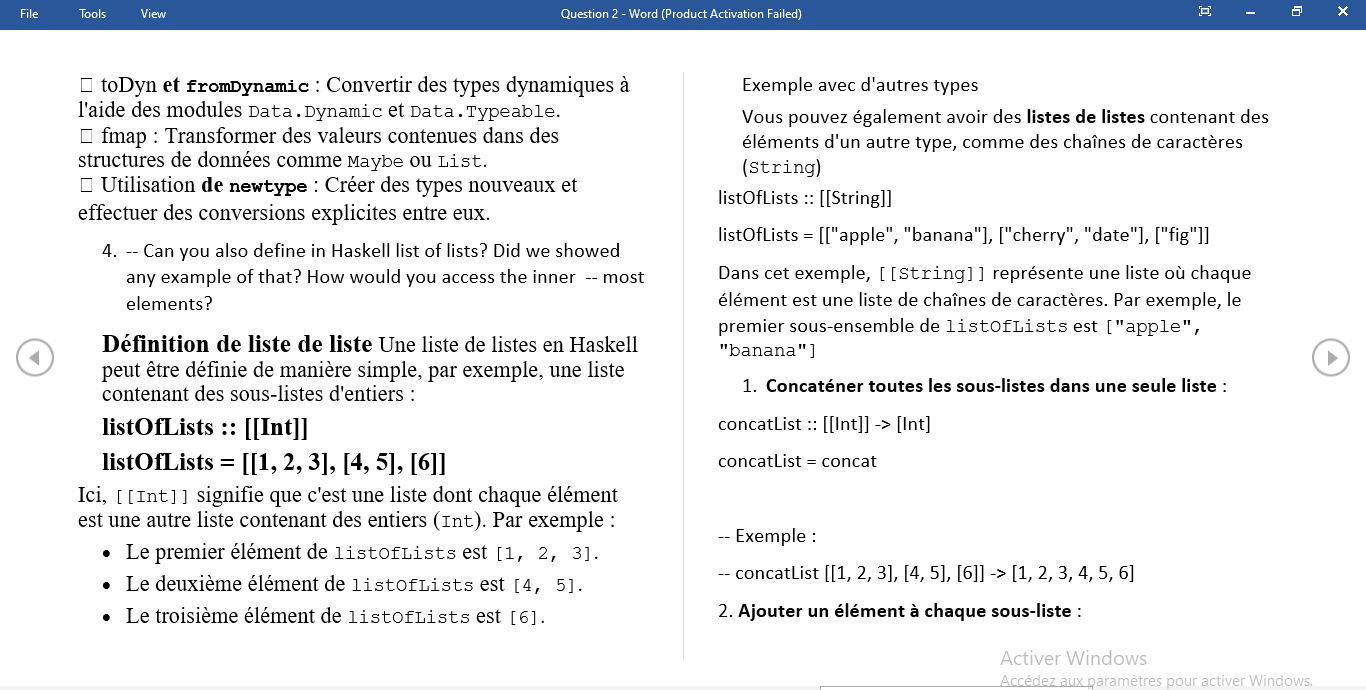 File Tools View Question 2 - Word (Product Activation Failed)
toDyn et fromDynamic : Convertir des types dynamiques à
l'aide des modules Data.Dynamic et Data.Typeable.
fmap : Transformer des valeurs contenues dans des
structures de données comme Maybe ou List.
Utilisation de newtype : Créer des types nouveaux et
effectuer des conversions explicites entre eux.
4. -- Can you also define in Haskell list of lists? Did we showed
any example of that? How would you access the inner -- most
elements?
Définition de liste de liste Une liste de listes en Haskell
peut être définie de manière simple, par exemple, une liste
contenant des sous-listes d'entiers :
listOfLists :: [[Int]]
listOfLists = [[1, 2, 3], [4, 5], [6]]
Ici, [[Int]] signifie que c'est une liste dont chaque élément
est une autre liste contenant des entiers (Int). Par exemple :
• Le premier élément de listOfLists est [1, 2, 3].
• Le deuxième élément de listOfLists est [4, 5].
• Le troisième élément de listOfLists est [6].
Exemple avec d'autres types
Vous pouvez également avoir des listes de listes contenant des
éléments d'un autre type, comme des chaînes de caractères
(String)
listOfLists :: [[String]]
listOfLists = [["apple", "banana"], ["cherry", "date"], ["fig"]]
Dans cet exemple, [[String]] représente une liste où chaque
élément est une liste de chaînes de caractères. Par exemple, le
premier sous-ensemble de listOfLists est ["apple",
"banana"]
1. Concaténer toutes les sous-listes dans une seule liste :
concatList :: [[Int]] -> [Int]
concatList = concat
-- Exemple :
-- concatList [[1, 2, 3], [4, 5], [6]] -> [1, 2, 3, 4, 5, 6]
2. Ajouter un élément à chaque sous-liste :
Activer Windows
Accédez aux paramètres pour activer Windows.